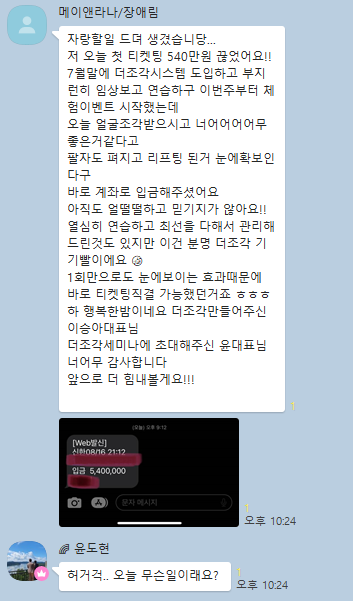 메이앤라나/장애림
자랑할일 드뎌 생겼습니당...
저 오늘 첫 티켓팅 540만원 끊었어요!!
7월말에 더조각시스템 도입하고 부지
런히 임상보고 연습하구 이번주부터 체
험이벤트 시작했는데
오늘 얼굴조각받으시고 너어어어어무
좋은거같다고
팔자도 펴지고 리프팅 된거 눈에확보인
다구
바로 계좌로 입금해주셨어요
아직도 얼떨떨하고 믿기지가 않아요!!
열심히 연습하고 최선을 다해서 관리해
드린것도 있지만 이건 분명 더조각 기
기빨이에요 😘
1회만으로도 눈에보이는 효과때문에
바로 티켓팅직결 가능했던거죠 ㅎㅎㅎ
하 행복한밤이네요 더조각만들어주신
이승아대표님
더조각세미나에 초대해주신 윤대표님
너어무 감사합니다
앞으로 더 힘내볼게요!!!
1
(오늘) 오후 9:12
[Web발신]
신한08/16 21:12
입금 5,400,000
문자 메시지
1
오후 10:24
윤도현
허거걱.. 오늘 무슨일이래요?
1
오후 10:24